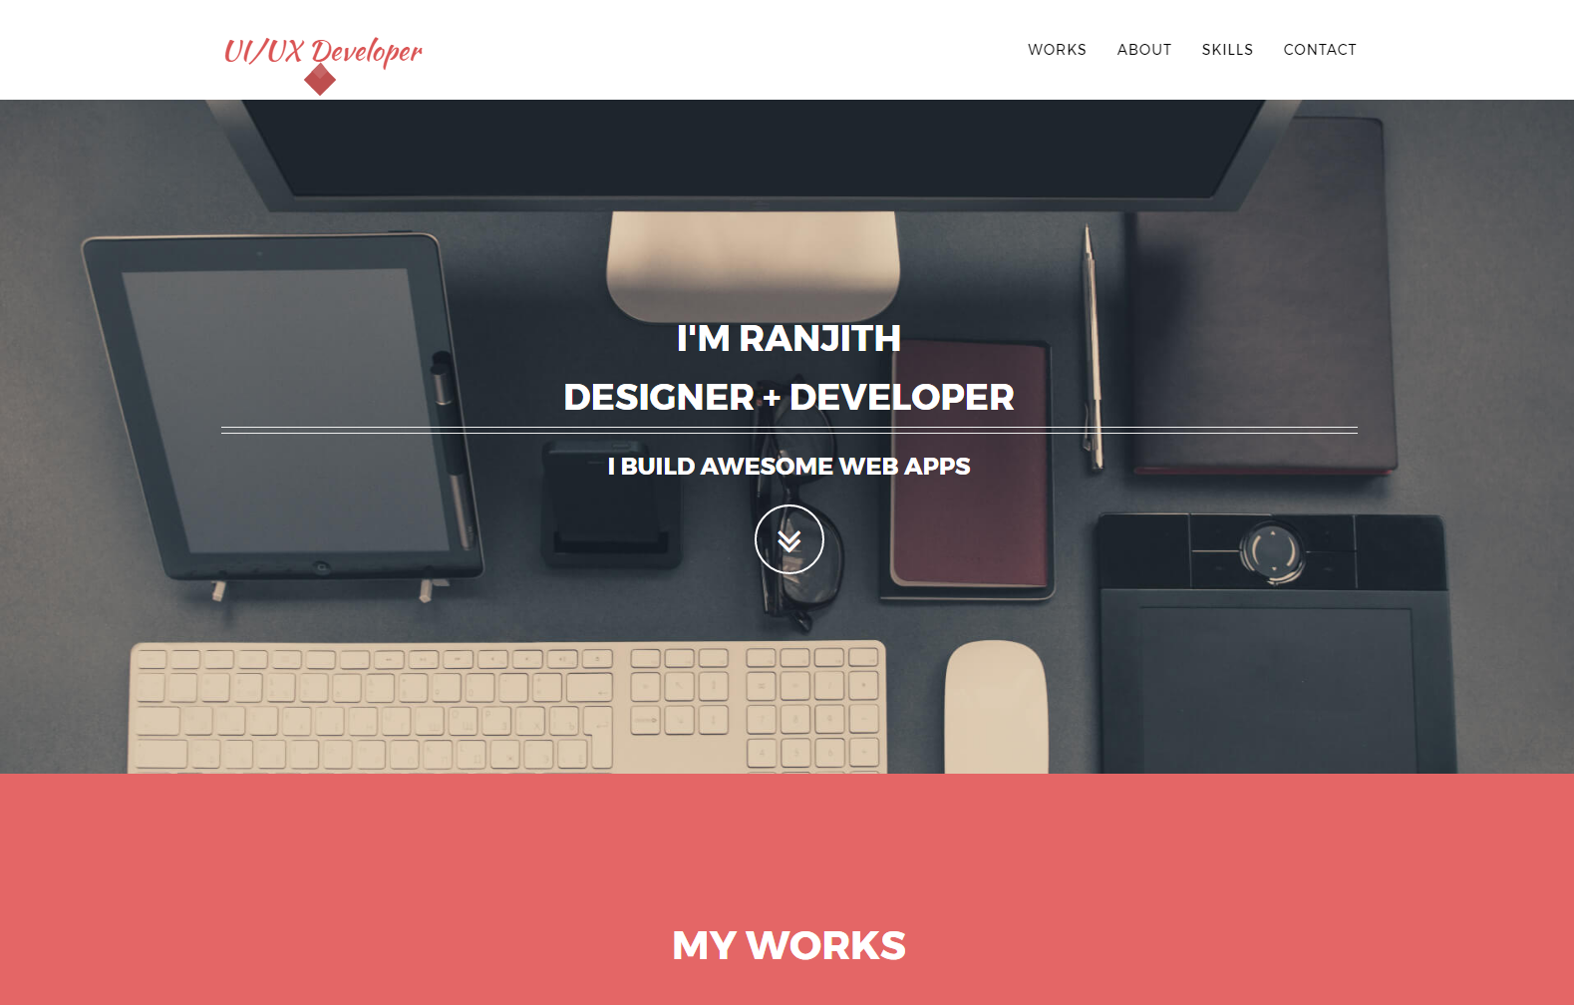 UI/UX Developer
WORKS ABOUT SKILLS CONTACT
I'M RANJITH
DESIGNER + DEVELOPER
I BUILD AWESOME WEB APPS
MY WORKS